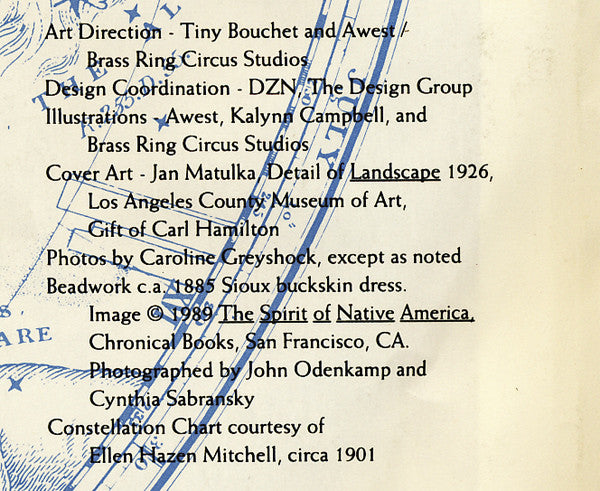 Art Direction - Tiny Bouchet and Awest /
Brass Ring Circus Studios
Design Coordination - DZN, The Design Group
Illustrations - Awest, Kalynn Campbell, and
Brass Ring Circus Studios
Cover Art - Jan Matulka, Detail of Landscape 1926,
Los Angeles County Museum of Art,
Gift of Carl Hamilton
Photos by Caroline Greyshock, except as noted
Beadwork c.a. 1885 Sioux buckskin dress.
Image © 1989 The Spirit of Native America,
Chronical Books, San Francisco, CA.
Photographed by John Odenkamp and
Cynthia Sabransky
Constellation Chart courtesy of
Ellen Hazen Mitchell, circa 1901
THE
JULY
ARE